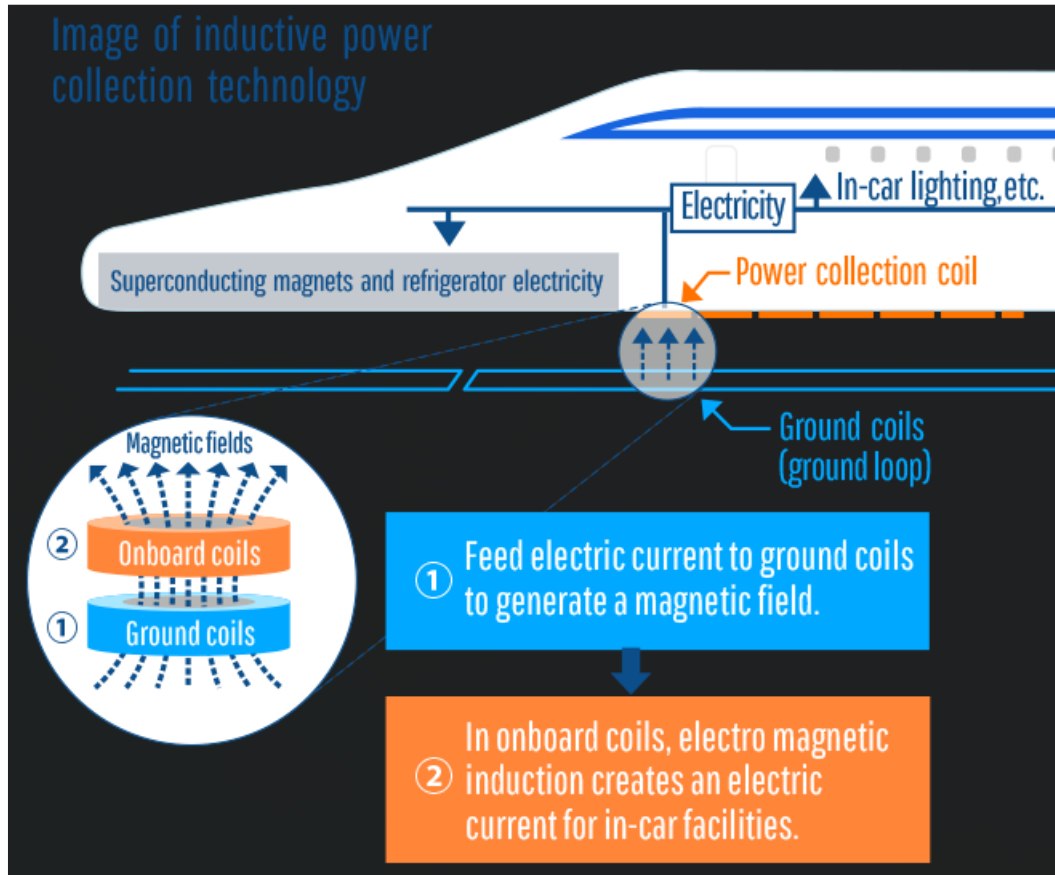 Image of inductive power
collection technology
Electricity
In-car lighting,etc.
Superconducting magnets and refrigerator electricity
Power collection coil
Ground coils
(ground loop)
Magnetic fields
② Onboard coils
① Ground coils
① Feed electric current to ground coils
to generate a magnetic field.
② In onboard coils, electro magnetic
induction creates an electric
current for in-car facilities.